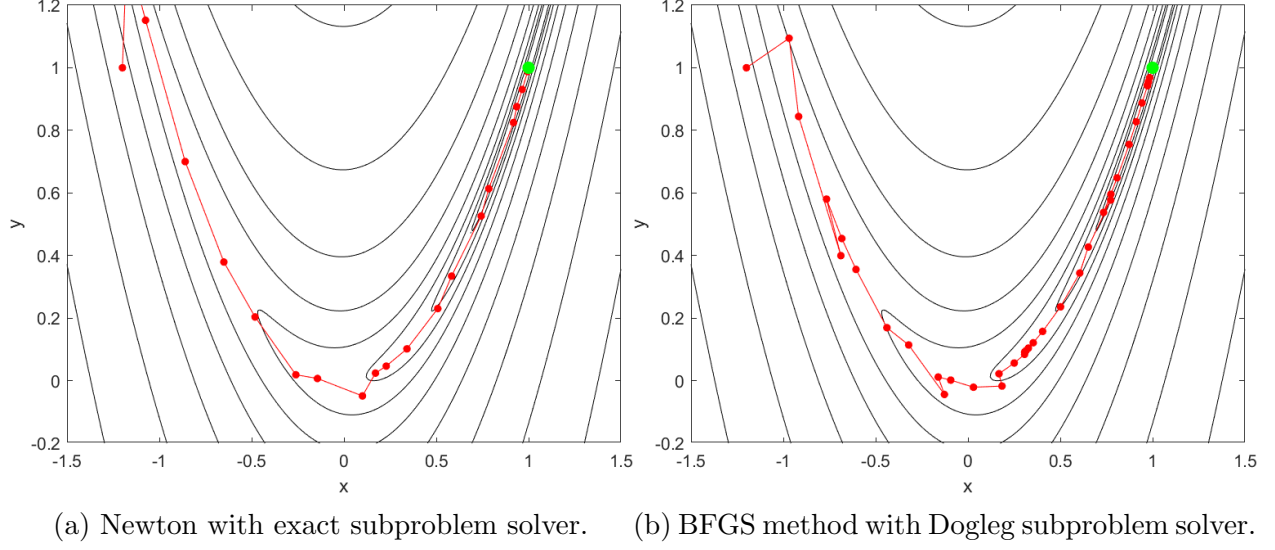 1.2
1
0.8
0.6
0.4
0.2
0
-0.2
y
-1.5 -1 -0.5 0 0.5 1 1.5
x
(a) Newton with exact subproblem solver.
1.2
1
0.8
0.6
0.4
0.2
0
-0.2
y
-1.5 -1 -0.5 0 0.5 1 1.5
x
(b) BFGS method with Dogleg subproblem solver.